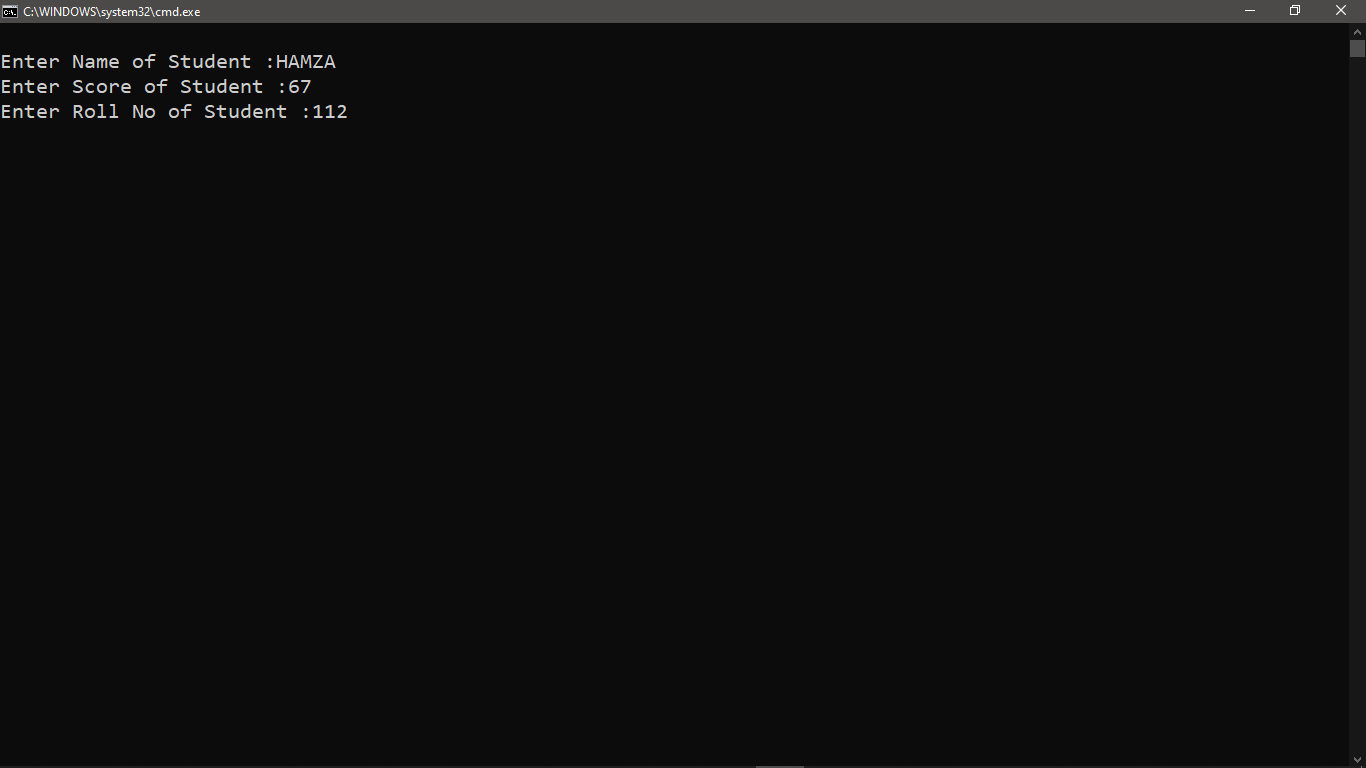 C:\WINDOWS\system32\cmd.exe
Enter Name of Student :HAMZA
Enter Score of Student :67
Enter Roll No of Student :112